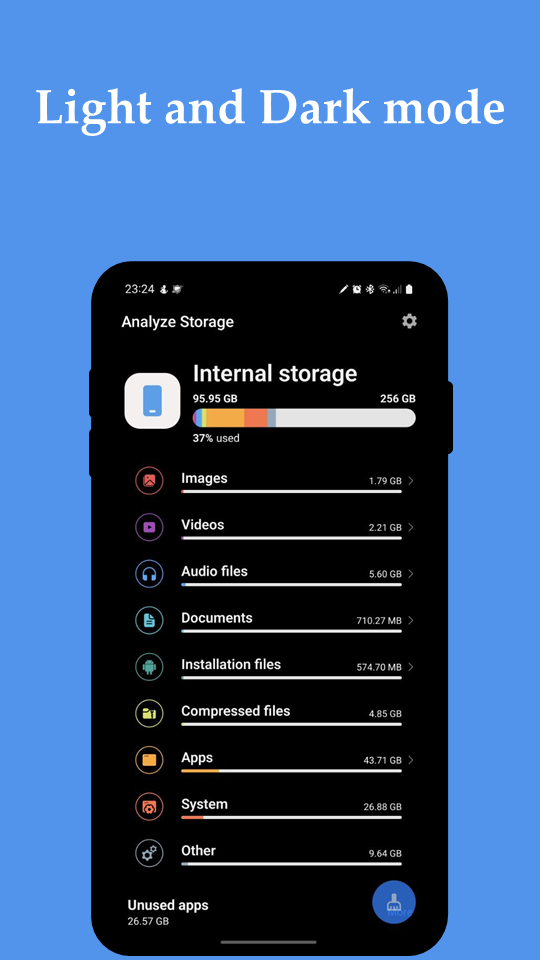 Light and Dark mode
23:24
Analyze Storage
Internal storage
95.95 GB 256 GB
37% used
Images 1.79 GB
Videos 2.21 GB
Audio files 5.60 GB
Documents 710.27 MB
Installation files 574.70 MB
Compressed files 4.85 GB
Apps 43.71 GB
System 26.88 GB
Other 9.64 GB
Unused apps
More
26.57 GB